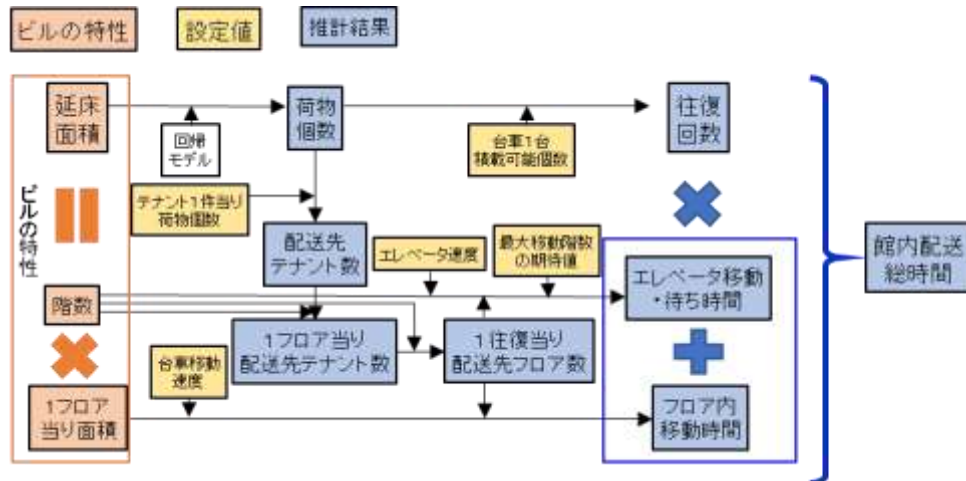 ビルの特性
設定値
推計結果
延床
面積
荷物
個数
往復
回数
回帰
モデル
台車1台
積載可能個数
ビルの特性
テナント1件当り
荷物個数
配送先
テナント数
エレベータ速度
最大移動階数
の期待値
館内配送
総時間
エレベータ移動
・待ち時間
階数
1フロア当り
配送先テナント数
1往復当り
配送先フロア数
台車移動
速度
1フロア
当り面積
フロア内
移動時間